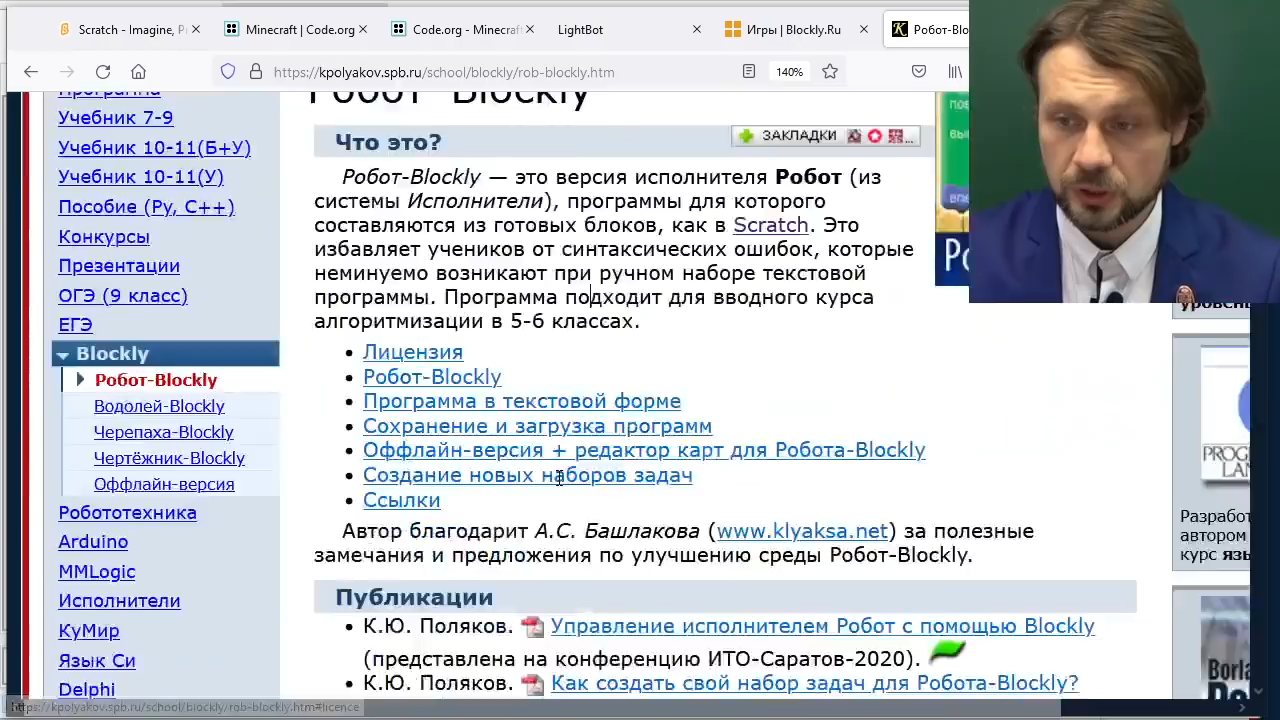 Scratch - Imagine, P
Minecraft | Code.org
Code.org - Minecraf
LightBot
Игры | Blockly.Ru
Робот-Blo
https://kpolyakov.spb.ru/school/blockly/rob-blockly.htm
140%
Программа
Учебник 7-9
Учебник 10-11(Б+У)
Учебник 10-11(У)
Пособие (Py, C++)
Конкурсы
Презентации
ОГЭ (9 класс)
ЕГЭ
Blockly
Робот-Blockly
Водолей-Blockly
Черепаха-Blockly
Чертёжник-Blockly
Оффлайн-версия
Робототехника
Arduino
MMLogic
Исполнители
КуМир
Язык Си
Delphi
Робот-Blockly
Что это?
ЗАКЛАДКИ
Робот-Blockly — это версия исполнителя Робот (из
системы Исполнители), программы для которого
составляются из готовых блоков, как в Scratch. Это
избавляет учеников от синтаксических ошибок, которые
неминуемо возникают при ручном наборе текстовой
программы. Программа подходит для вводного курса
алгоритмизации в 5-6 классах.
• Лицензия
• Робот-Blockly
• Программа в текстовой форме
• Сохранение и загрузка программ
• Оффлайн-версия + редактор карт для Робота-Blockly
• Создание новых наборов задач
• Ссылки
Автор благодарит А.С. Башлакова (www.klyaksa.net) за полезные
замечания и предложения по улучшению среды Робот-Blockly.
Публикации
• К.Ю. Поляков. Управление исполнителем Робот с помощью Blockly
(представлена на конференцию ИТО-Саратов-2020).
• К.Ю. Поляков. Как создать свой набор задач для Робота-Blockly?
PROG
LAN
Разработ
автором
курс язь
Borla
https://kpolyakov.spb.ru/school/blockly/rob-blockly.htm#licence